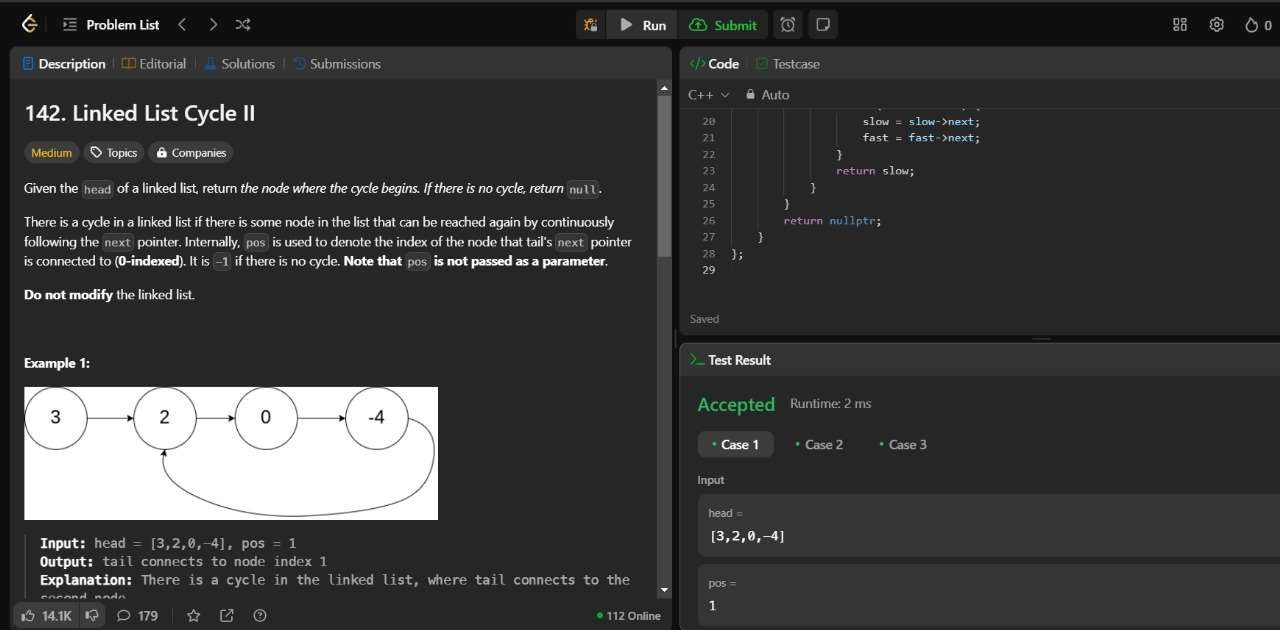 Problem List
Run
Submit
0
Description
Editorial
Solutions
Submissions
142. Linked List Cycle II
Medium
Topics
Companies
Given the head of a linked list, return the node where the cycle begins. If there is no cycle, return null.
There is a cycle in a linked list if there is some node in the list that can be reached again by continuously
following the next pointer. Internally, pos is used to denote the index of the node that tail's next pointer
is connected to (0-indexed). It is -1 if there is no cycle. Note that pos is not passed as a parameter.
Do not modify the linked list.
Example 1:
3 2 0 -4
Input: head = [3,2,0,-4], pos = 1
Output: tail connects to node index 1
Explanation: There is a cycle in the linked list, where tail connects to the
second node.
14.1K
179
112 Online
Code
Testcase
C++
Auto
20 slow = slow->next;
21 fast = fast->next;
22 }
23 return slow;
24 }
25 }
26 return nullptr;
27 }
28 };
29
Saved
Test Result
Accepted
Runtime: 2 ms
Case 1
Case 2
Case 3
Input
head =
[3,2,0,-4]
pos =
1